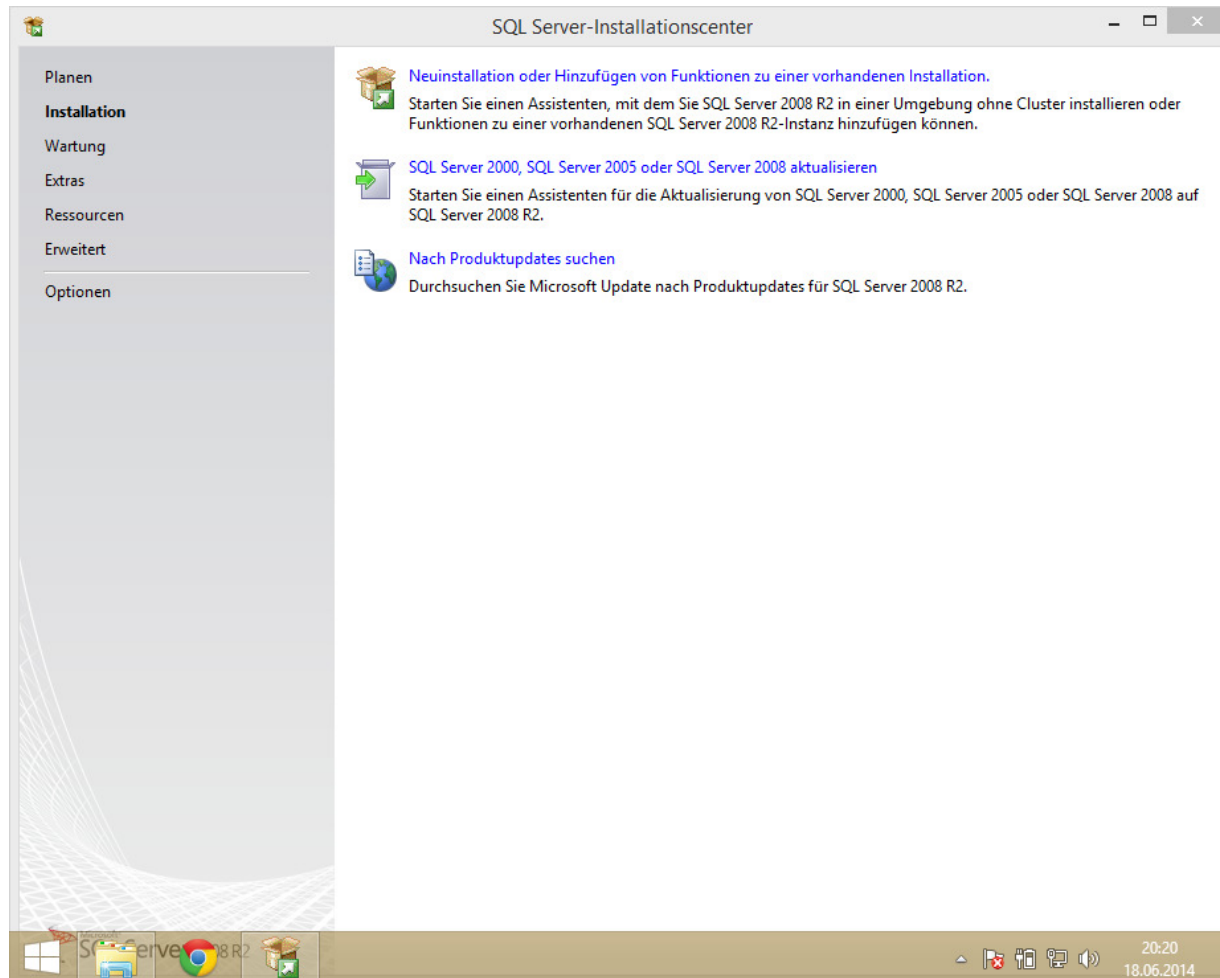 SQL Server-Installationscenter
Planen
Installation
Wartung
Extras
Ressourcen
Erweitert
Optionen
Neuinstallation oder Hinzufügen von Funktionen zu einer vorhandenen Installation.
Starten Sie einen Assistenten, mit dem Sie SQL Server 2008 R2 in einer Umgebung ohne Cluster installieren oder
Funktionen zu einer vorhandenen SQL Server 2008 R2-Instanz hinzufügen können.
SQL Server 2000, SQL Server 2005 oder SQL Server 2008 aktualisieren
Starten Sie einen Assistenten für die Aktualisierung von SQL Server 2000, SQL Server 2005 oder SQL Server 2008 auf
SQL Server 2008 R2.
Nach Produktupdates suchen
Durchsuchen Sie Microsoft Update nach Produktupdates für SQL Server 2008 R2.
R2
20:20
18.06.2014